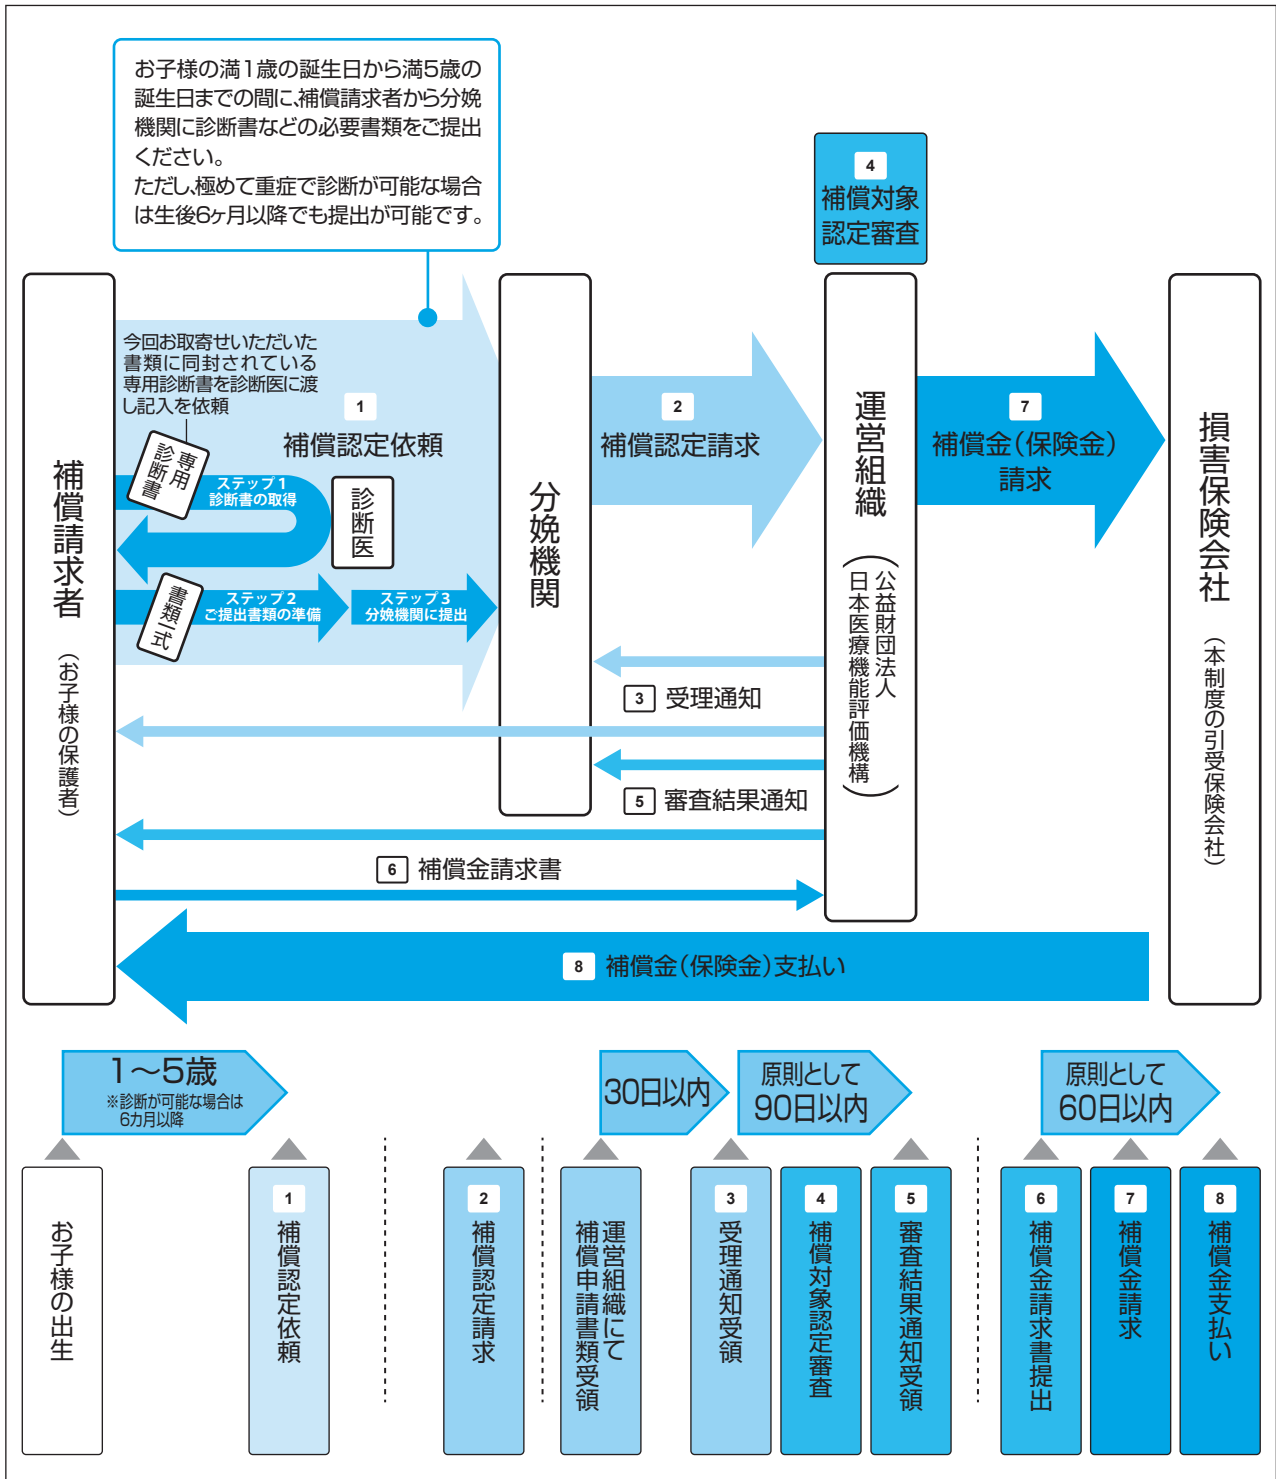 お子様の満1歳の誕生日から満5歳の
誕生日までの間に、補償請求者から分娩
機関に診断書などの必要書類をご提出
ください。
ただし、極めて重症で診断が可能な場合
は生後6ヶ月以降でも提出が可能です。
4
補償対象
認定審査
補償請求者
（お子様の保護者）
今回お取寄せいただいた
書類に同封されている
専用診断書を診断医に渡
し記入を依頼
1
補償認定依頼
専用
診断書
ステップ1
診断書の取得
診断医
書類一式
ステップ2
ご提出書類の準備
ステップ3
分娩機関に提出
分娩機関
2
補償認定請求
運営組織
（公益財団法人
日本医療機能評価機構）
7
補償金（保険金）
請求
損害保険会社
（本制度の引受保険会社）
3 受理通知
5 審査結果通知
6 補償金請求書
8 補償金（保険金）支払い
1～5歳
※診断が可能な場合は
6カ月以降
30日以内
原則として
90日以内
原則として
60日以内
お子様の出生
1
補償認定依頼
2
補償認定請求
運営組織にて
補償申請書類受領
3
受理通知受領
4
補償対象認定審査
5
審査結果通知受領
6
補償金請求書提出
7
補償金請求
8
補償金支払い